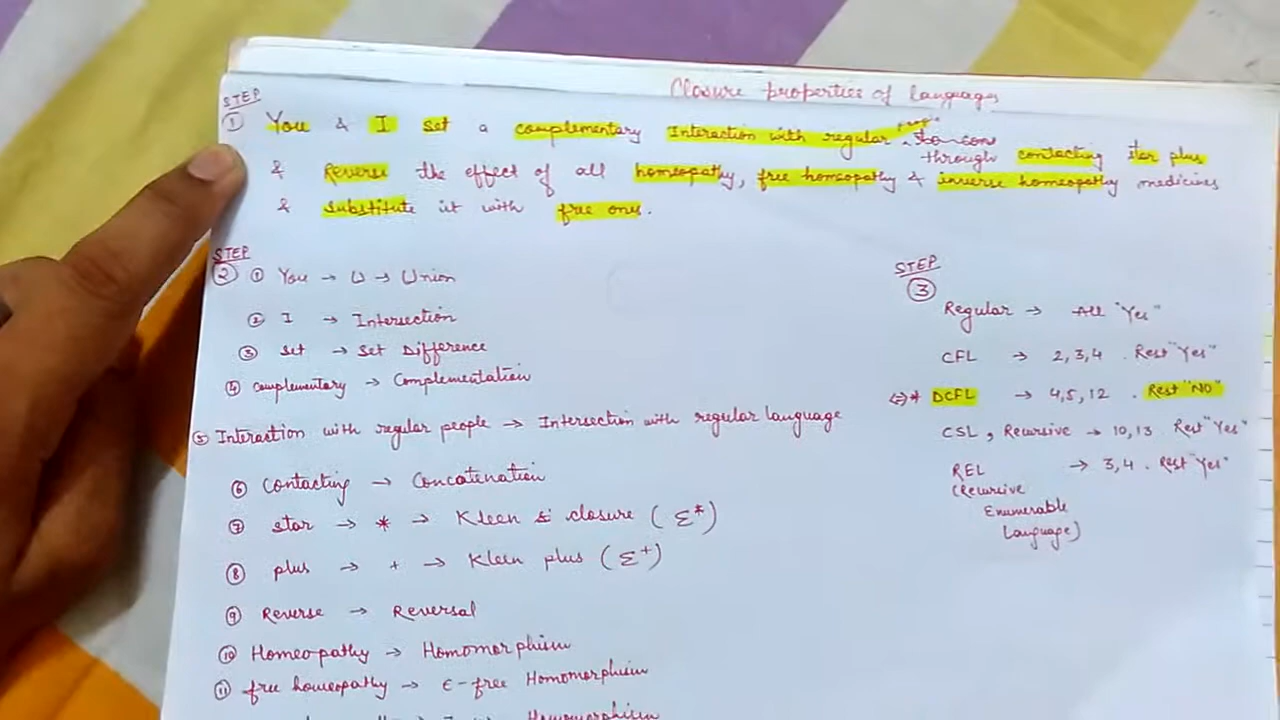 Closure properties of languages
STEP
① You & I set a complementary Interaction with regular people
through contacting star plus
& Reverse the effect of all homeopathy, free homeopathy & inverse homeopathy medicines
& substitute it with free ones.
STEP
② ① You → U → Union
② I → Intersection
③ Set → Set Difference
④ complementary → Complementation
⑤ Interaction with regular people → Intersection with regular language
⑥ Contacting → Concatenation
⑦ star → * → Kleen closure (Σ*)
⑧ plus → + → Kleen plus (Σ+)
⑨ Reverse → Reversal
⑩ Homeopathy → Homomorphism
⑪ free homeopathy → ε-free Homomorphism
Homomorphism
STEP
③
Regular → All "Yes"
CFL → 2,3,4 . Rest "Yes"
* DCFL → 4,5,12 . Rest "NO"
CSL, Recursive → 10,13 . Rest "Yes"
REL → 3,4 . Rest "Yes"
(Recursive
Enumerable
Language)